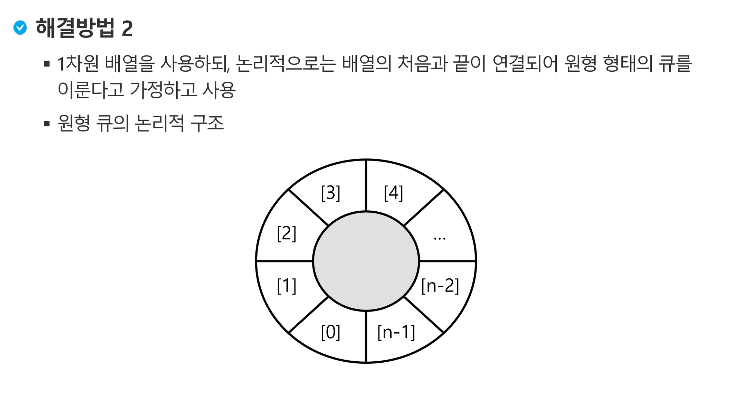 해결방법 2
▪ 1차원 배열을 사용하되, 논리적으로는 배열의 처음과 끝이 연결되어 원형 형태의 큐를
이룬다고 가정하고 사용
▪ 원형 큐의 논리적 구조
[3] [4]
[2] ...
[1] [n-2]
[0] [n-1]